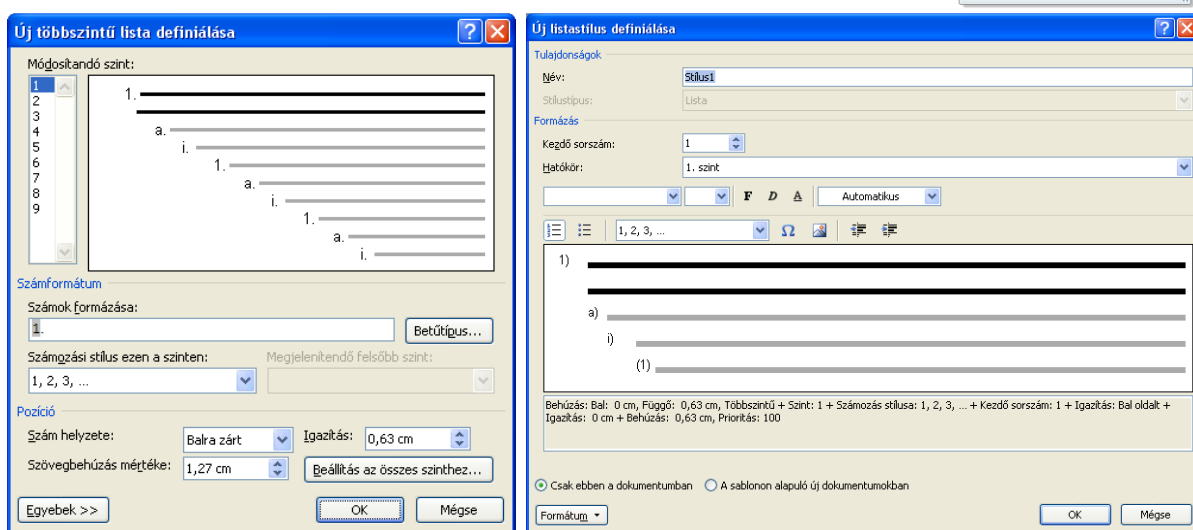 Új többszintű lista definiálása
Módosítandó szint:
1
2
3
4
5
6
7
8
9
1.
a.
i.
1.
a.
i.
1.
a.
i.
Számformátum
Számok formázása:
1.
Betűtípus...
Számozási stílus ezen a szinten:
Megjelenítendő felsőbb szint:
1, 2, 3, ...
Pozíció
Szám helyzete:
Balra zárt
Igazítás:
0,63 cm
Szövegbehúzás mértéke:
1,27 cm
Beállítás az összes szinthez...
Egyebek >>
OK
Mégse
Új listastílus definiálása
Tulajdonságok
Név:
Stílus1
Stílustípus:
Lista
Formázás
Kezdő sorszám:
1
Hatókör:
1. szint
F D A
Automatikus
1, 2, 3, ...
Ω
1)
a)
i)
(1)
Behúzás: Bal: 0 cm, Függő: 0,63 cm, Többszintű + Szint: 1 + Számozás stílusa: 1, 2, 3, ... + Kezdő sorszám: 1 + Igazítás: Bal oldalt +
Igazítás: 0 cm + Behúzás: 0,63 cm, Prioritás: 100
Csak ebben a dokumentumban
A sablonon alapuló új dokumentumokban
Formátum
OK
Mégse